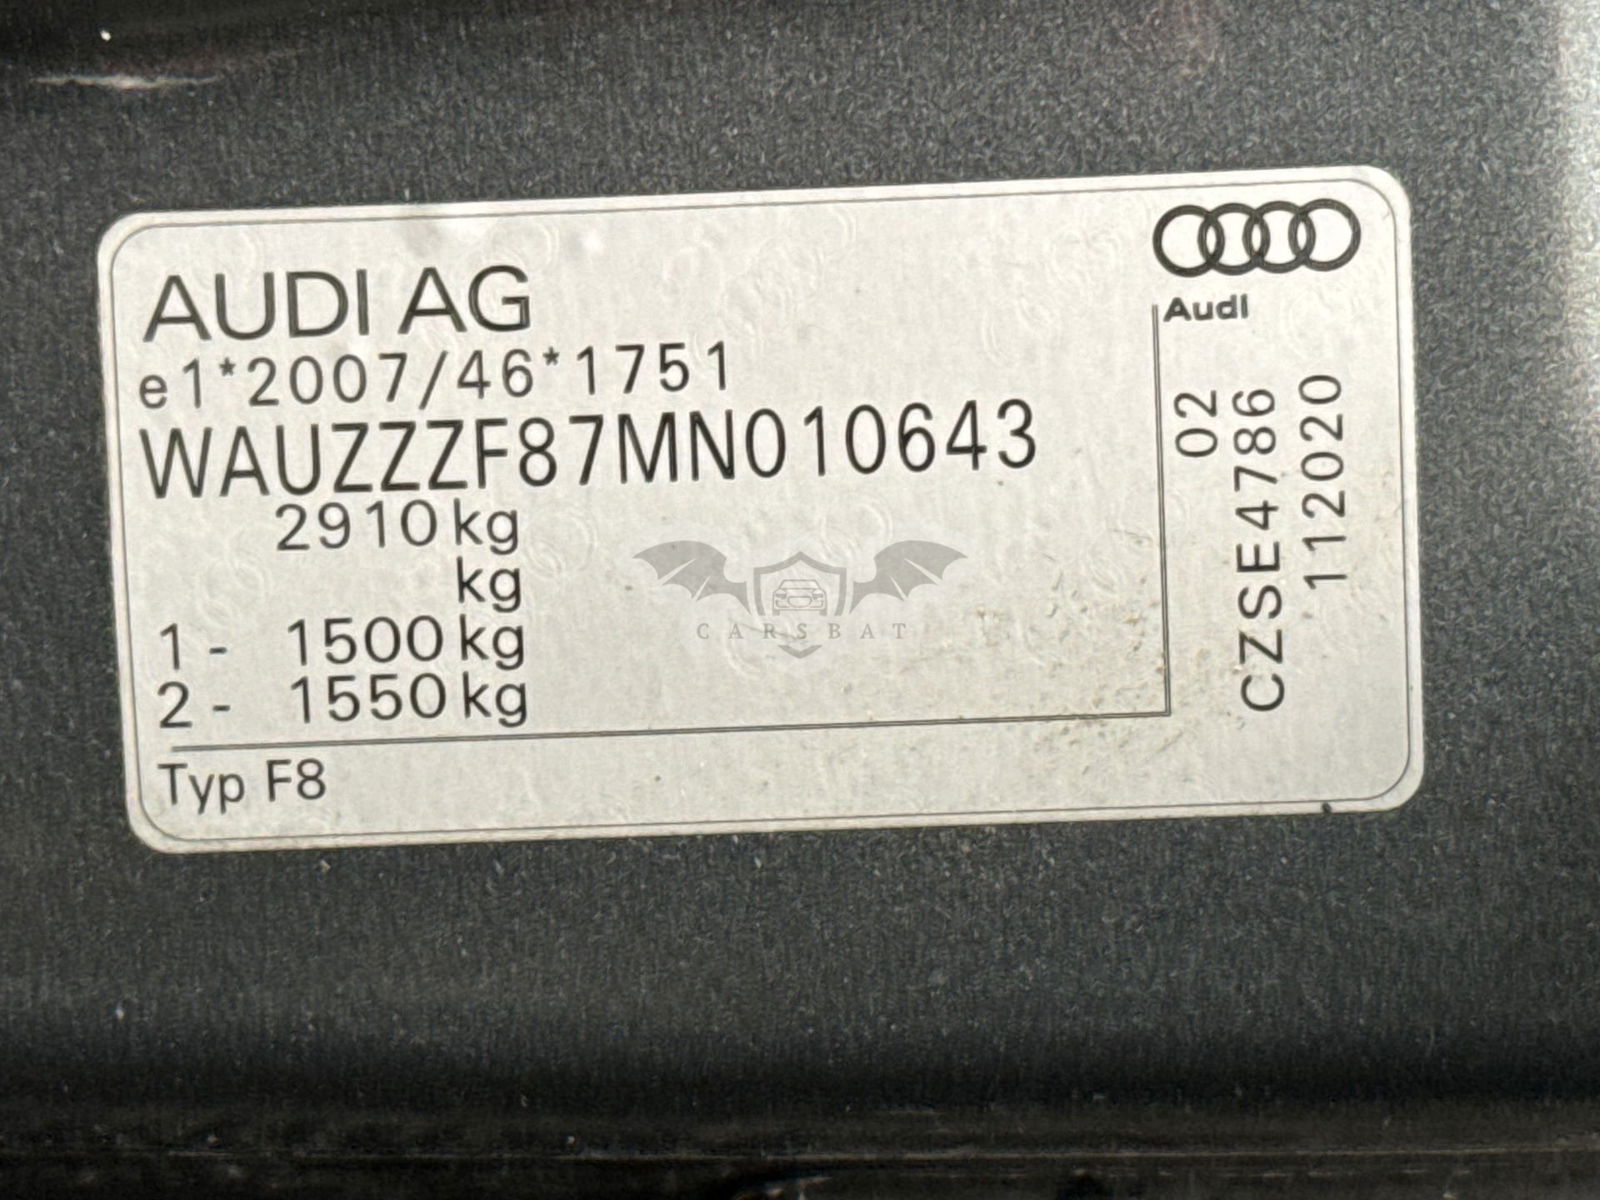 AUDI AG
e1*2007/46*1751
WAUZZZF87MN010643
2910 kg
kg
1 - 1500 kg
2 - 1550 kg
Typ F8
Audi
02
CZSE4786
112020
CARSBAT